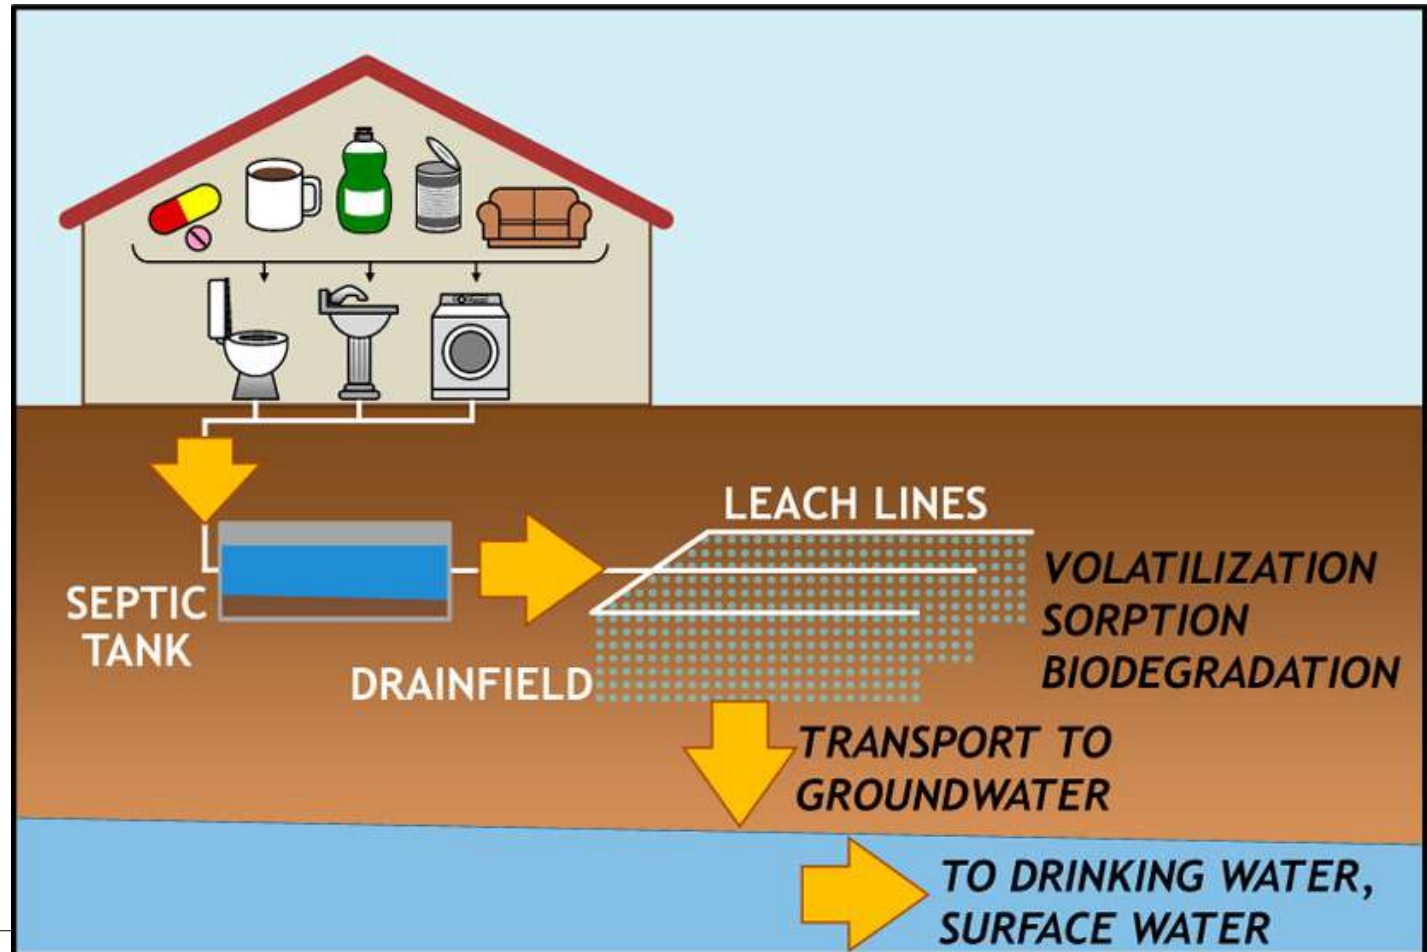 LEACH LINES
SEPTIC
TANK
DRAINFIELD
VOLATILIZATION
SORPTION
BIODEGRADATION
TRANSPORT TO
GROUNDWATER
TO DRINKING WATER,
SURFACE WATER